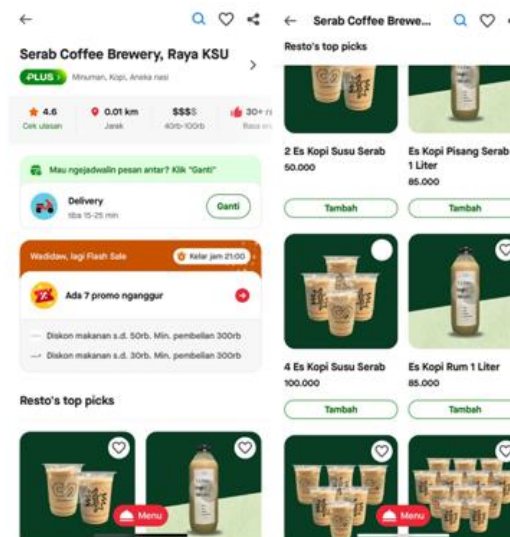 Serab Coffee Brewery, Raya KSU
PLUS
Minuman, Kopi, Aneka nasi
4.6
Cek ulasan
0.01 km
Jarak
$$$$
40rb-100rb
30+
Mau ngejadwalin pesan antar? Klik "Ganti"
Delivery
tiba 15-25 min
Ganti
Wadidaw, lagi Flash Sale
Kelar jam 21:00
Ada 7 promo nganggur
Diskon makanan s.d. 50rb. Min. pembelian 300rb
Diskon makanan s.d. 30rb. Min. pembelian 300rb
Resto's top picks
Menu
Serab Coffee Brewe...
Resto's top picks
2 Es Kopi Susu Serab
50.000
Tambah
Es Kopi Pisang Serab
1 Liter
85.000
Tambah
4 Es Kopi Susu Serab
100.000
Tambah
Es Kopi Rum 1 Liter
85.000
Tambah
Menu